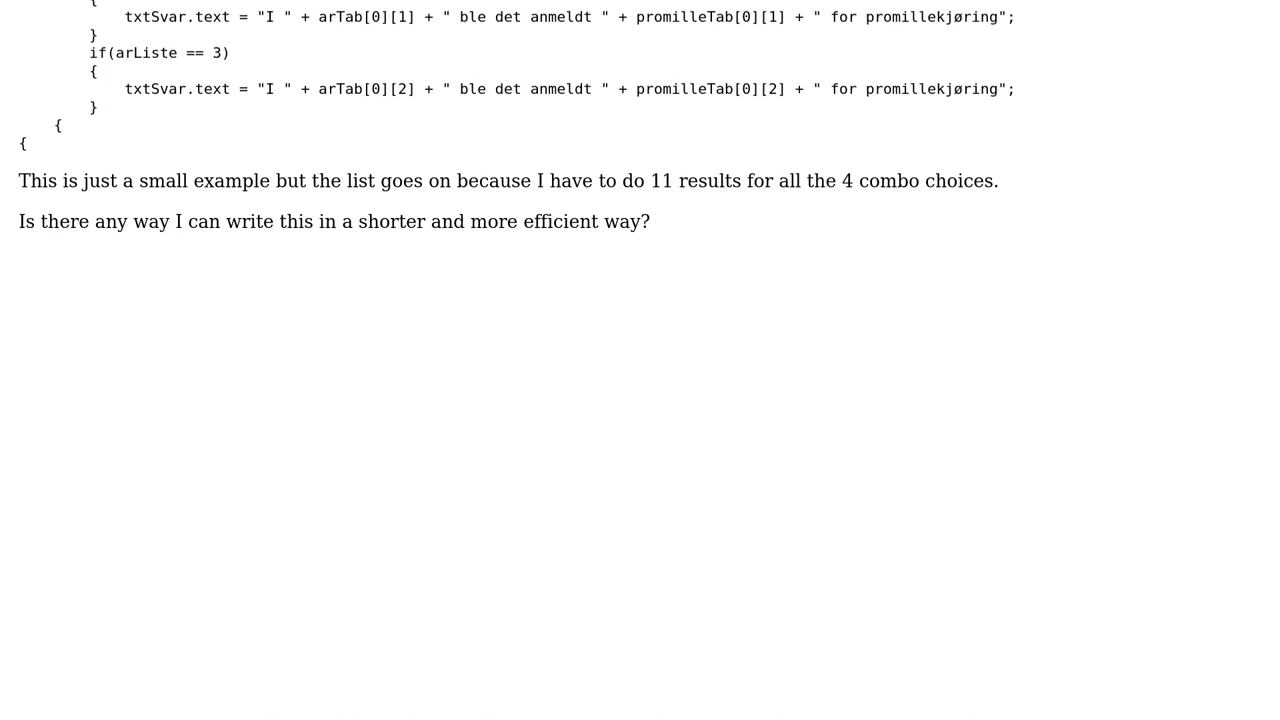 {
txtSvar.text = "I " + arTab[0][1] + " ble det anmeldt " + promilleTab[0][1] + " for promillekjøring";
}
if(arListe == 3)
{
txtSvar.text = "I " + arTab[0][2] + " ble det anmeldt " + promilleTab[0][2] + " for promillekjøring";
}
{
{
This is just a small example but the list goes on because I have to do 11 results for all the 4 combo choices.
Is there any way I can write this in a shorter and more efficient way?